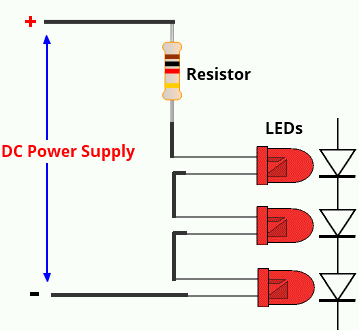 +
Resistor
LEDs
DC Power Supply
-